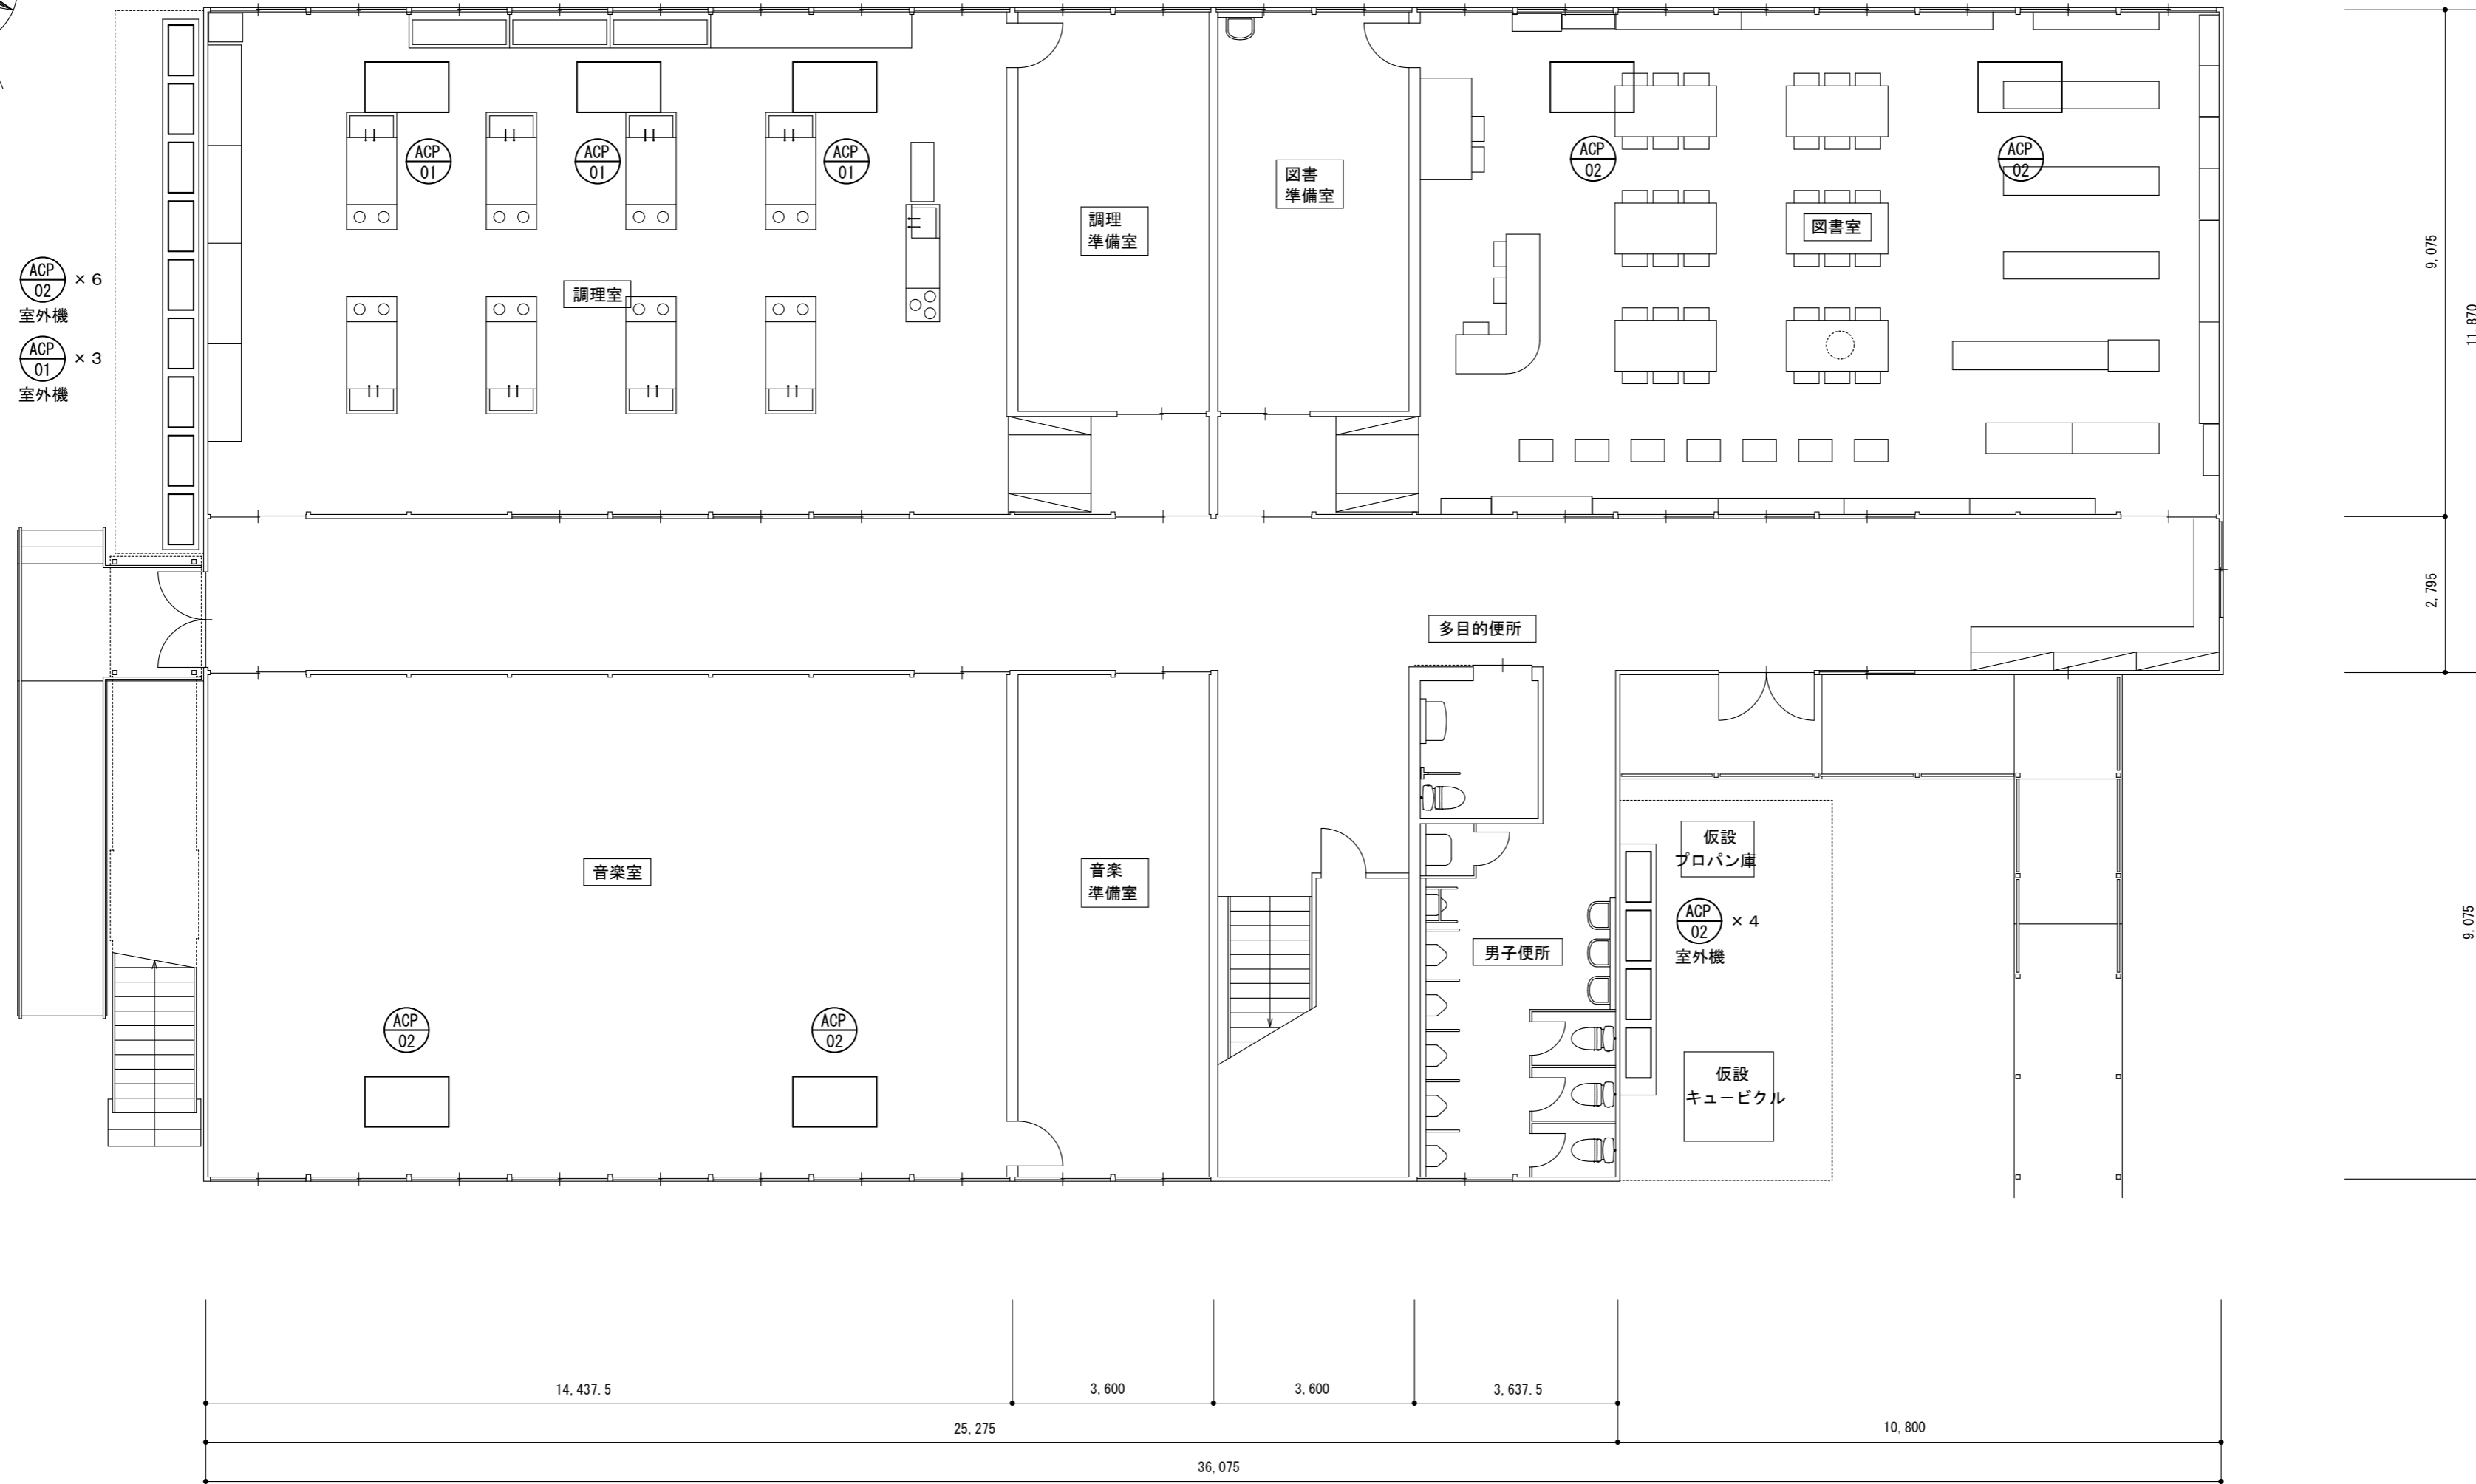 ACP
01
ACP
01
ACP
01
ACP
02
ACP
02
図書
準備室
調理
準備室
図書室
調理室
ACP
02
×6
室外機
ACP
01
×3
室外機
9,075
11,870
2,795
多目的便所
音楽室
音楽
準備室
男子便所
仮設
プロパン庫
ACP
02
×4
室外機
仮設
キュービクル
ACP
02
ACP
02
9,075
14,437.5
3,600
3,600
3,637.5
25,275
10,800
36,075